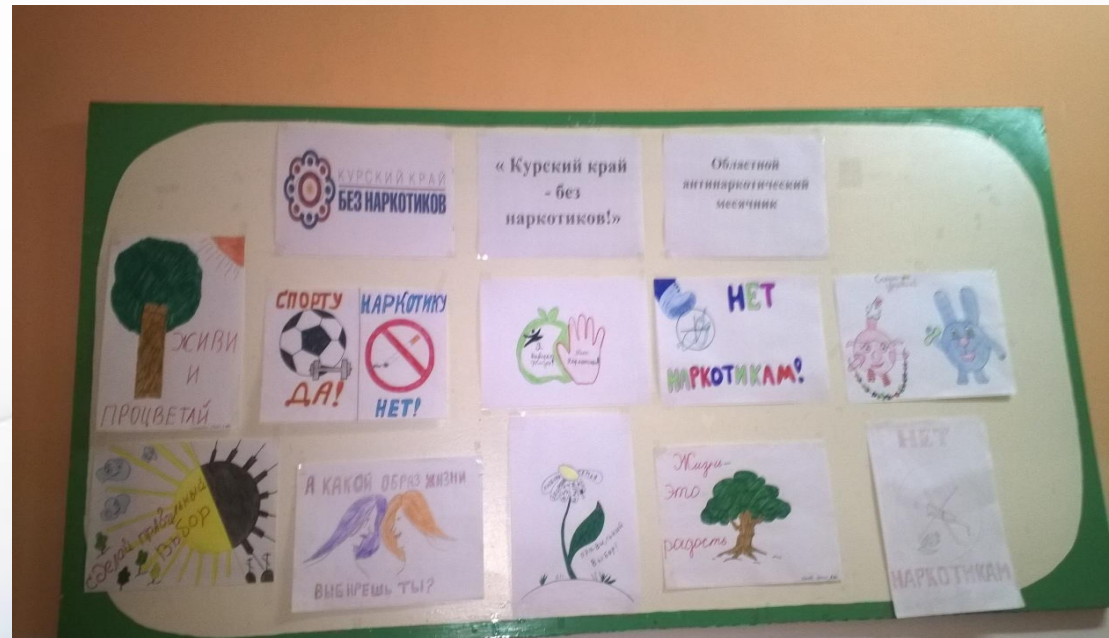 КУРСКИЙ КРАЙ
БЕЗ НАРКОТИКОВ
« Курский край
- без
наркотиков!»
Областной
антинаркотический
месячник
ЖИВИ
И
ПРОЦВЕТАЙ
СПОРТУ
ДА!
НАРКОТИКУ
НЕТ!
Я
НЕТ
НАРКОТИКАМ!
сделай правильный
Выбор
Я КАКОЙ ОБРАЗ ЖИЗНИ
ВЫБИРЕШЬ ТЫ?
Жизнь-
это
радость
НЕТ
НАРКОТИКАМ